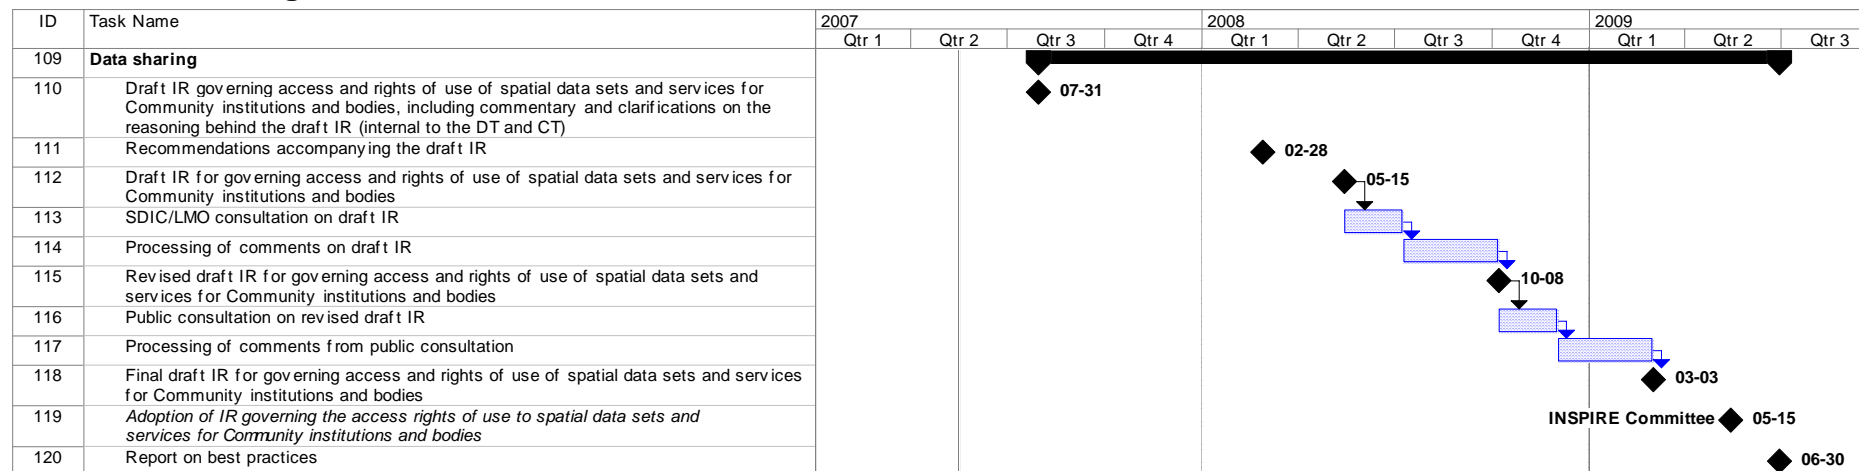 ID Task Name 2007 2008 2009
Qtr 1 Qtr 2 Qtr 3 Qtr 4 Qtr 1 Qtr 2 Qtr 3 Qtr 4 Qtr 1 Qtr 2 Qtr 3
109 Data sharing
110 Draft IR governing access and rights of use of spatial data sets and services for
Community institutions and bodies, including commentary and clarifications on the
reasoning behind the draft IR (internal to the DT and CT)
07-31
111 Recommendations accompanying the draft IR 02-28
112 Draft IR for governing access and rights of use of spatial data sets and services for
Community institutions and bodies
05-15
113 SDIC/LMO consultation on draft IR
114 Processing of comments on draft IR
115 Revised draft IR for governing access and rights of use of spatial data sets and
services for Community institutions and bodies
10-08
116 Public consultation on revised draft IR
117 Processing of comments from public consultation
118 Final draft IR for governing access and rights of use of spatial data sets and services
for Community institutions and bodies
03-03
119 Adoption of IR governing the access rights of use to spatial data sets and
services for Community institutions and bodies
INSPIRE Committee 05-15
120 Report on best practices 06-30